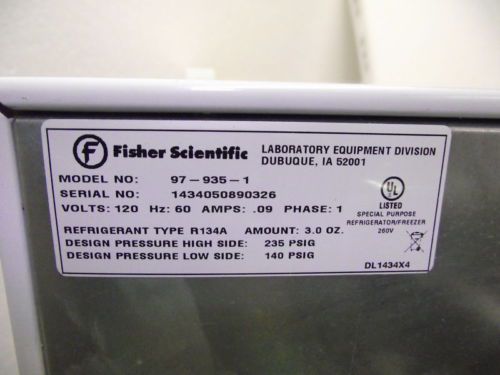 Fisher Scientific
LABORATORY EQUIPMENT DIVISION
DUBUQUE, IA 52001
MODEL NO: 97-935-1
SERIAL NO: 1434050890326
VOLTS: 120 Hz: 60 AMPS: .09 PHASE: 1
REFRIGERANT TYPE R134A AMOUNT: 3.0 OZ.
DESIGN PRESSURE HIGH SIDE: 235 PSIG
DESIGN PRESSURE LOW SIDE: 140 PSIG
UL
LISTED
SPECIAL PURPOSE
REFRIGERATOR/FREEZER
260V
DL1434X4